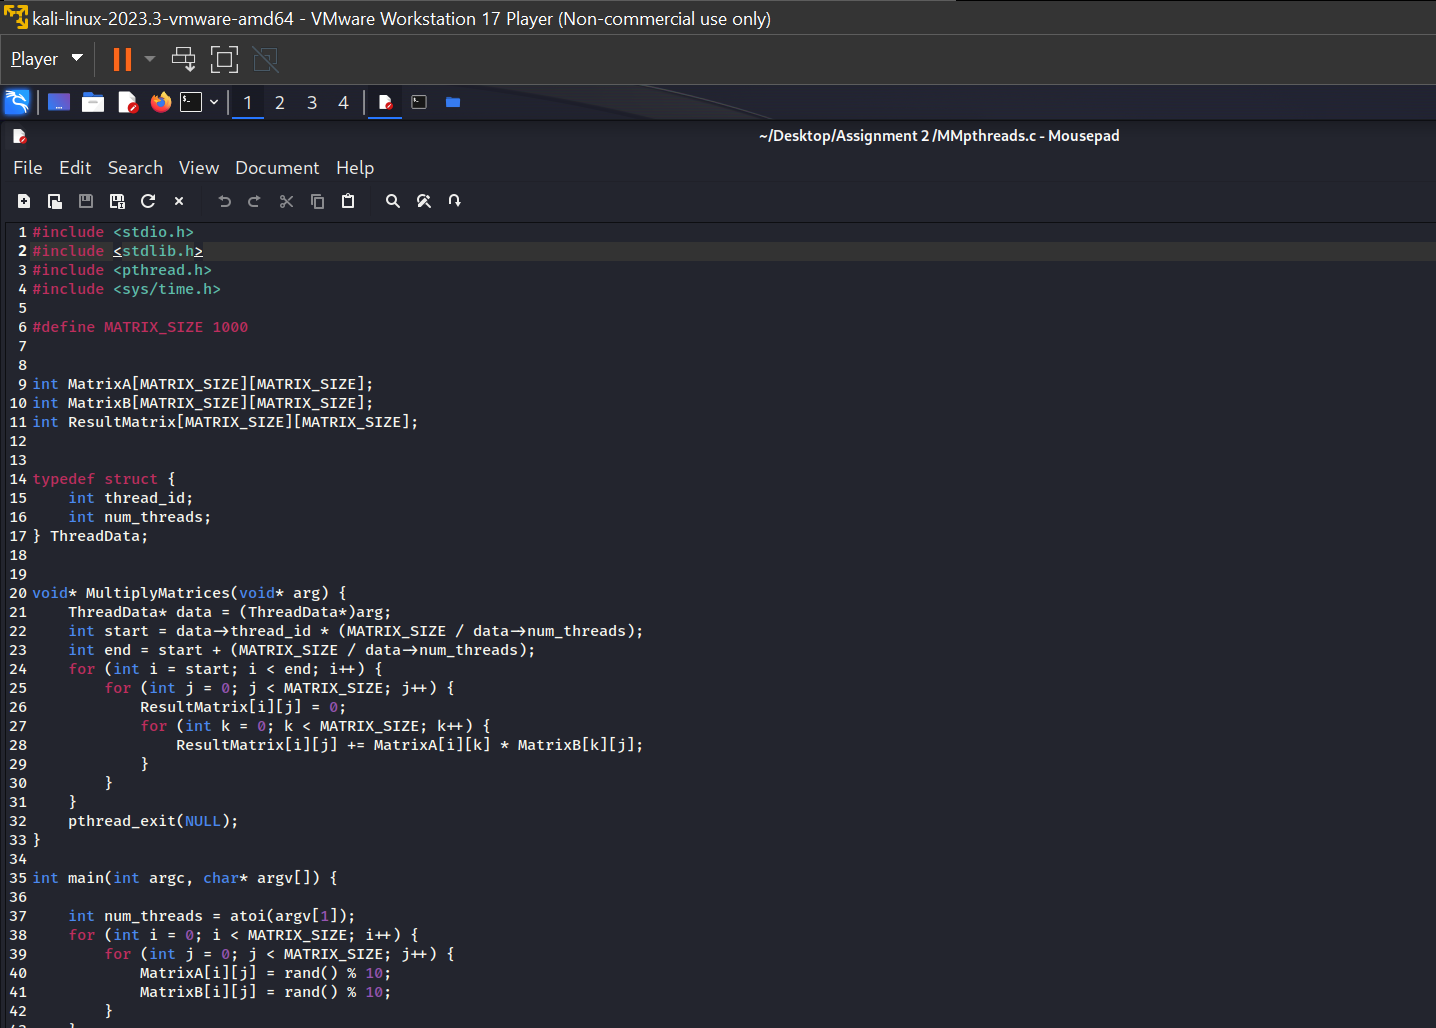 kali-linux-2023.3-vmware-amd64 - VMware Workstation 17 Player (Non-commercial use only)
Player
1 2 3 4
~/Desktop/Assignment 2 /MMpthreads.c - Mousepad
File Edit Search View Document Help
1 #include <stdio.h>
2 #include <stdlib.h>
3 #include <pthread.h>
4 #include <sys/time.h>
5
6 #define MATRIX_SIZE 1000
7
8
9 int MatrixA[MATRIX_SIZE][MATRIX_SIZE];
10 int MatrixB[MATRIX_SIZE][MATRIX_SIZE];
11 int ResultMatrix[MATRIX_SIZE][MATRIX_SIZE];
12
13
14 typedef struct {
15     int thread_id;
16     int num_threads;
17 } ThreadData;
18
19
20 void* MultiplyMatrices(void* arg) {
21     ThreadData* data = (ThreadData*)arg;
22     int start = data->thread_id * (MATRIX_SIZE / data->num_threads);
23     int end = start + (MATRIX_SIZE / data->num_threads);
24     for (int i = start; i < end; i++) {
25         for (int j = 0; j < MATRIX_SIZE; j++) {
26             ResultMatrix[i][j] = 0;
27             for (int k = 0; k < MATRIX_SIZE; k++) {
28                 ResultMatrix[i][j] += MatrixA[i][k] * MatrixB[k][j];
29             }
30         }
31     }
32     pthread_exit(NULL);
33 }
34
35 int main(int argc, char* argv[]) {
36
37     int num_threads = atoi(argv[1]);
38     for (int i = 0; i < MATRIX_SIZE; i++) {
39         for (int j = 0; j < MATRIX_SIZE; j++) {
40             MatrixA[i][j] = rand() % 10;
41             MatrixB[i][j] = rand() % 10;
42         }